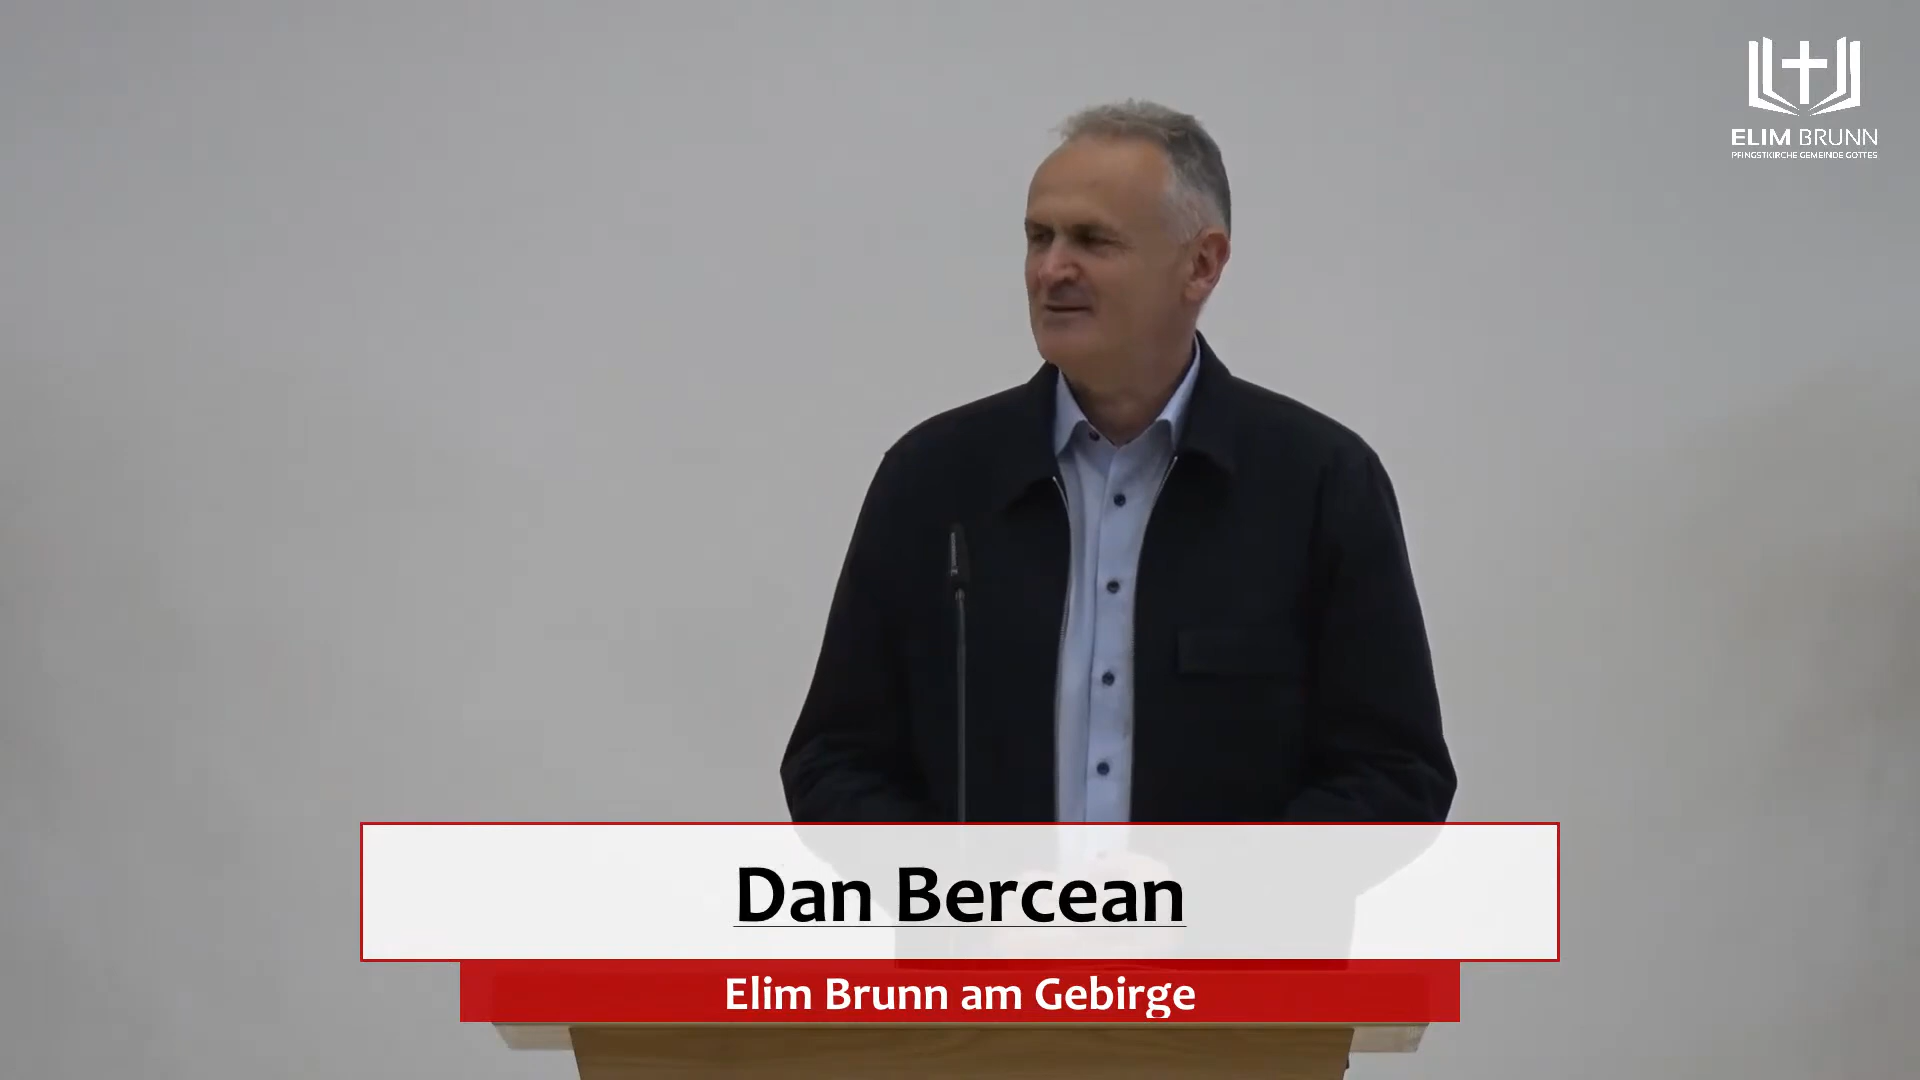 ELIM BRUNN
PFINGSTKIRCHE GEMEINDE GOTTES
Dan Bercean
Elim Brunn am Gebirge